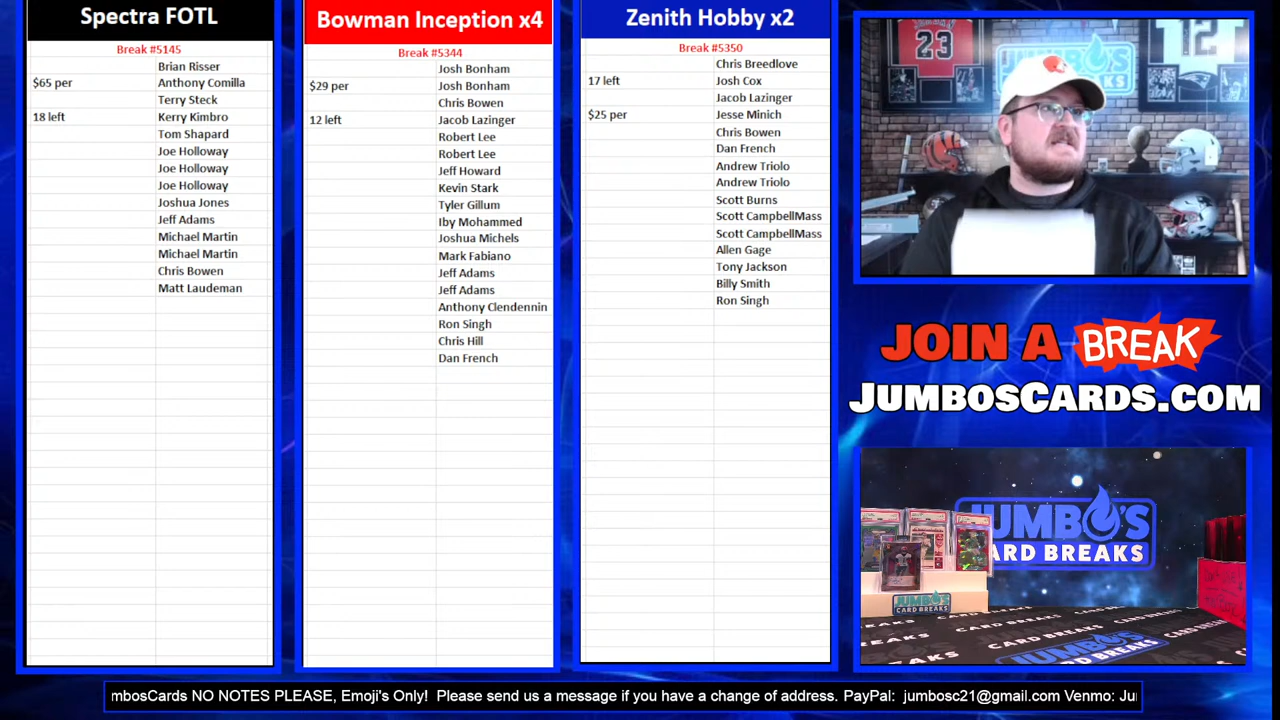 Spectra FOTL
Break #5145
Brian Risser
$65 per
Anthony Comilla
Terry Steck
18 left
Kerry Kimbro
Tom Shapard
Joe Holloway
Joe Holloway
Joe Holloway
Joshua Jones
Jeff Adams
Michael Martin
Michael Martin
Chris Bowen
Matt Laudeman
Bowman Inception x4
Break #5344
Josh Bonham
$29 per
Josh Bonham
Chris Bowen
12 left
Jacob Lazinger
Robert Lee
Robert Lee
Jeff Howard
Kevin Stark
Tyler Gillum
Iby Mohammed
Joshua Michels
Mark Fabiano
Jeff Adams
Jeff Adams
Anthony Clendennin
Ron Singh
Chris Hill
Dan French
Zenith Hobby x2
Break #5350
Chris Breedlove
17 left
Josh Cox
Jacob Lazinger
$25 per
Jesse Minich
Chris Bowen
Dan French
Andrew Triolo
Andrew Triolo
Scott Burns
Scott CampbellMass
Scott CampbellMass
Allen Gage
Tony Jackson
Billy Smith
Ron Singh
23
12
JOIN A BREAK
JUMBOSCARDS.COM
JUMBO'S
CARD BREAKS
JUMBO'S
CARD BREAKS
JUMBO'S
CARD BREAKS
mbosCards NO NOTES PLEASE, Emoji's Only! Please send us a message if you have a change of address. PayPal: jumbosc21@gmail.com Venmo: Ju